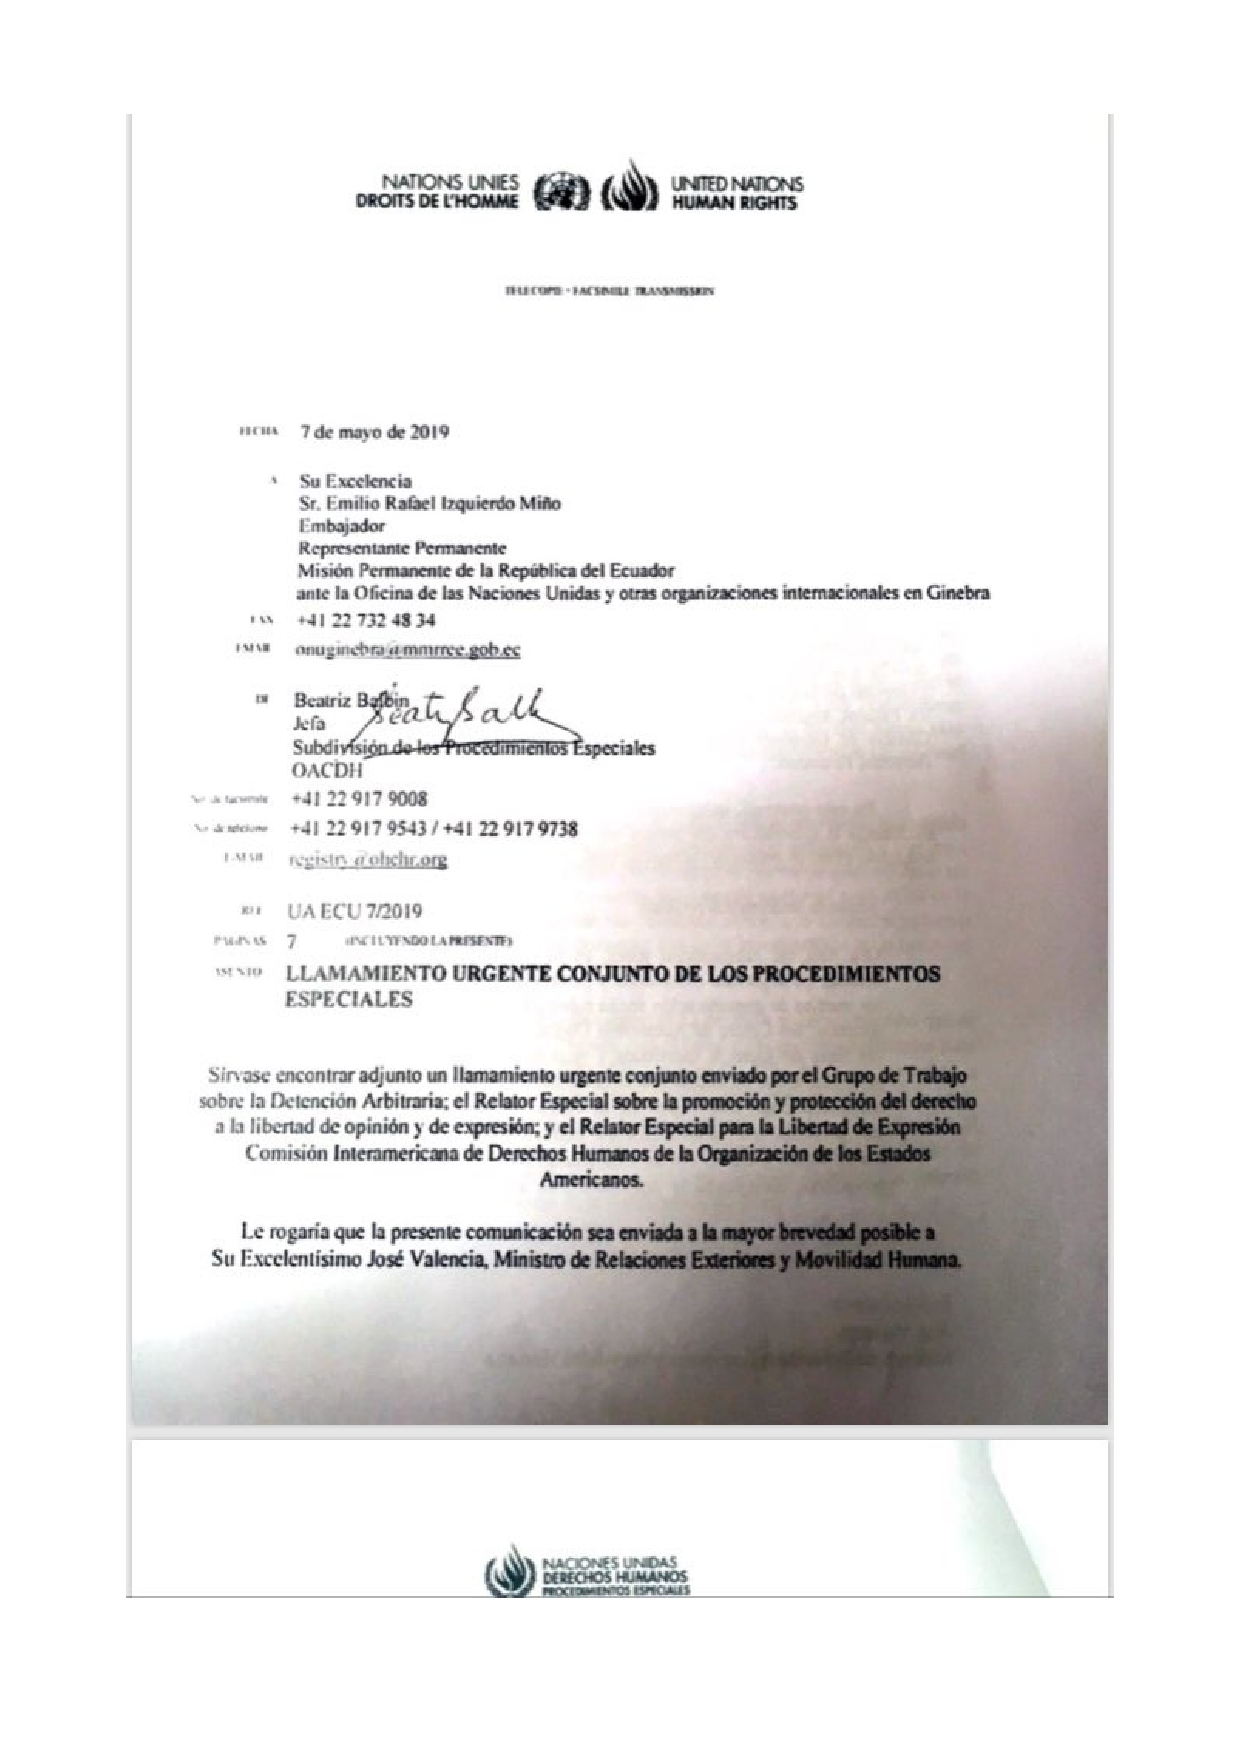 NATIONS UNIES
DROITS DE L'HOMME
UNITED NATIONS
HUMAN RIGHTS
TELECOPIE - FACSIMILE TRANSMISSION
FECHA 7 de mayo de 2019
A Su Excelencia
Sr. Emilio Rafael Izquierdo Miño
Embajador
Representante Permanente
Misión Permanente de la República del Ecuador
ante la Oficina de las Naciones Unidas y otras organizaciones internacionales en Ginebra
FAX +41 22 732 48 34
EMAIL onuginebra@mmrree.gob.ec
DE Beatriz Balbin
Jefa
Subdivisión de los Procedimientos Especiales
OACDH
No. de facsimile +41 22 917 9008
No. de teléfono +41 22 917 9543 / +41 22 917 9738
E-MAIL registry@ohchr.org
REF UA ECU 7/2019
PAGINAS 7 (INCLUYENDO LA PRESENTE)
ASUNTO LLAMAMIENTO URGENTE CONJUNTO DE LOS PROCEDIMIENTOS
ESPECIALES
Sírvase encontrar adjunto un llamamiento urgente conjunto enviado por el Grupo de Trabajo
sobre la Detención Arbitraria; el Relator Especial sobre la promoción y protección del derecho
a la libertad de opinión y de expresión; y el Relator Especial para la Libertad de Expresión
Comisión Interamericana de Derechos Humanos de la Organización de los Estados
Americanos.
Le rogaría que la presente comunicación sea enviada a la mayor brevedad posible a
Su Excelentísimo José Valencia, Ministro de Relaciones Exteriores y Movilidad Humana.
NACIONES UNIDAS
DERECHOS HUMANOS
PROCEDIMIENTOS ESPECIALES